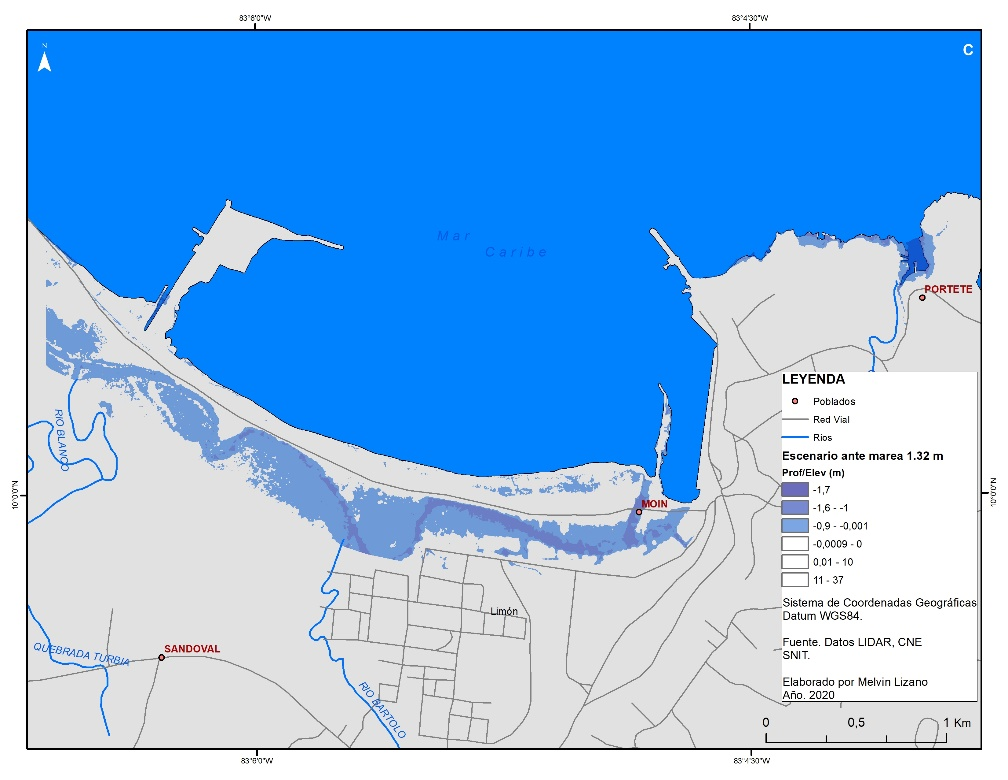 83°6'0"W
83°4'30"W
N
C
Mar
Caribe
PORTETE
RIO BLANCO
10°0'0"N
10°0'0"N
MOIN
Limón
SANDOVAL
QUEBRADA TURBIA
RIO BARTOLO
LEYENDA
Poblados
Red Vial
Ríos
Escenario ante marea 1.32 m
Prof/Elev (m)
-1,7
-1,6 - -1
-0,9 - -0,001
-0,0009 - 0
0,01 - 10
11 - 37
Sistema de Coordenadas Geográficas
Datum WGS84.
Fuente. Datos LIDAR, CNE
SNIT.
Elaborado por Melvin Lizano
Año. 2020
0 0,5 1 Km
83°6'0"W
83°4'30"W